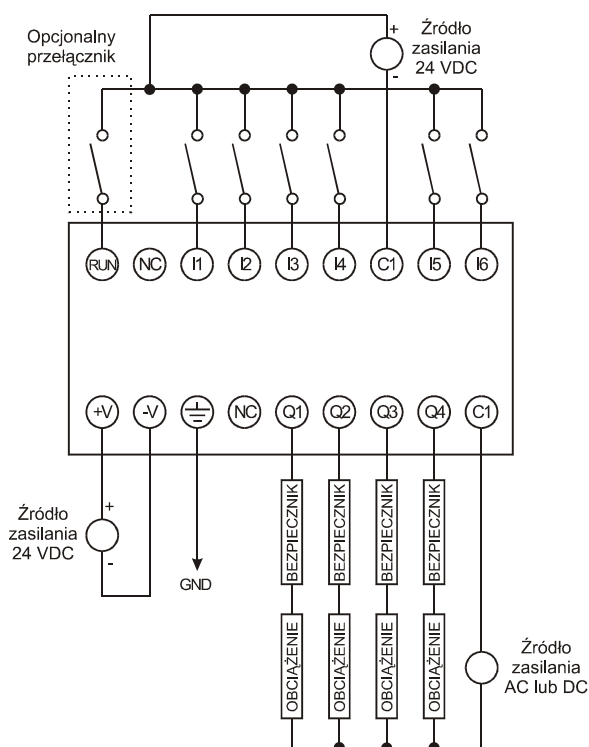 Opcjonalny
przełącznik
+
Źródło
zasilania
24 VDC
-
RUN NC I1 I2 I3 I4 C1 I5 I6
+V -V NC Q1 Q2 Q3 Q4 C1
Źródło
zasilania
24 VDC
+
-
GND
BEZPIECZNIK BEZPIECZNIK BEZPIECZNIK BEZPIECZNIK
OBCIĄŻENIE OBCIĄŻENIE OBCIĄŻENIE OBCIĄŻENIE
Źródło
zasilania
AC lub DC